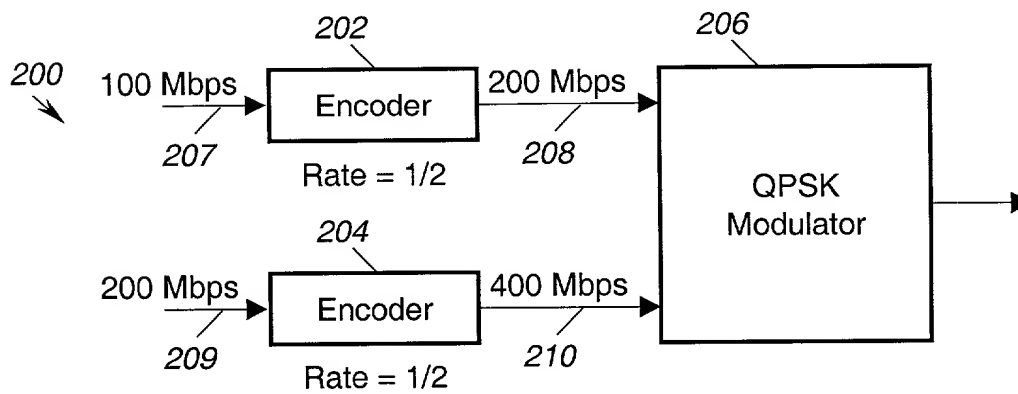 200
202
206
100 Mbps
Encoder
200 Mbps
207
208
Rate = 1/2
QPSK
Modulator
204
200 Mbps
Encoder
400 Mbps
209
210
Rate = 1/2